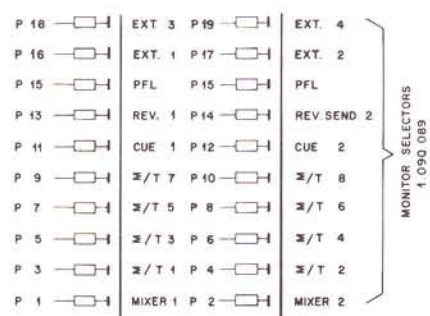 P 18 EXT. 3 P 19 EXT. 4
P 16 EXT. 1 P 17 EXT. 2
P 15 PFL P 15 PFL
P 13 REV. 1 P 14 REV. SEND 2
P 11 CUE 1 P 12 CUE 2
P 9 M/T 7 P 10 M/T 8
P 7 M/T 5 P 8 M/T 6
P 5 M/T 3 P 6 M/T 4
P 3 M/T 1 P 4 M/T 2
P 1 MIXER 1 P 2 MIXER 2
MONITOR SELECTORS
1.090 089